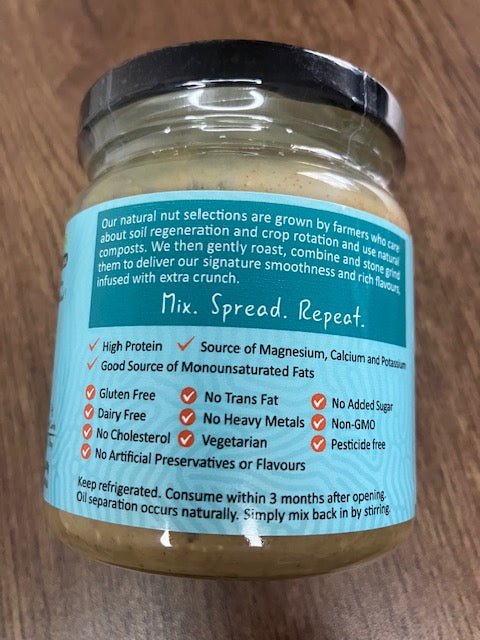 Our natural nut selections are grown by farmers who care
about soil regeneration and crop rotation and use natural
composts. We then gently roast, combine and stone grind
them to deliver our signature smoothness and rich flavours,
infused with extra crunch.
Mix. Spread. Repeat.
High Protein Source of Magnesium, Calcium and Potassium
Good Source of Monounsaturated Fats
Gluten Free No Trans Fat No Added Sugar
Dairy Free No Heavy Metals Non-GMO
No Cholesterol Vegetarian Pesticide free
No Artificial Preservatives or Flavours
Keep refrigerated. Consume within 3 months after opening.
Oil separation occurs naturally. Simply mix back in by stirring.